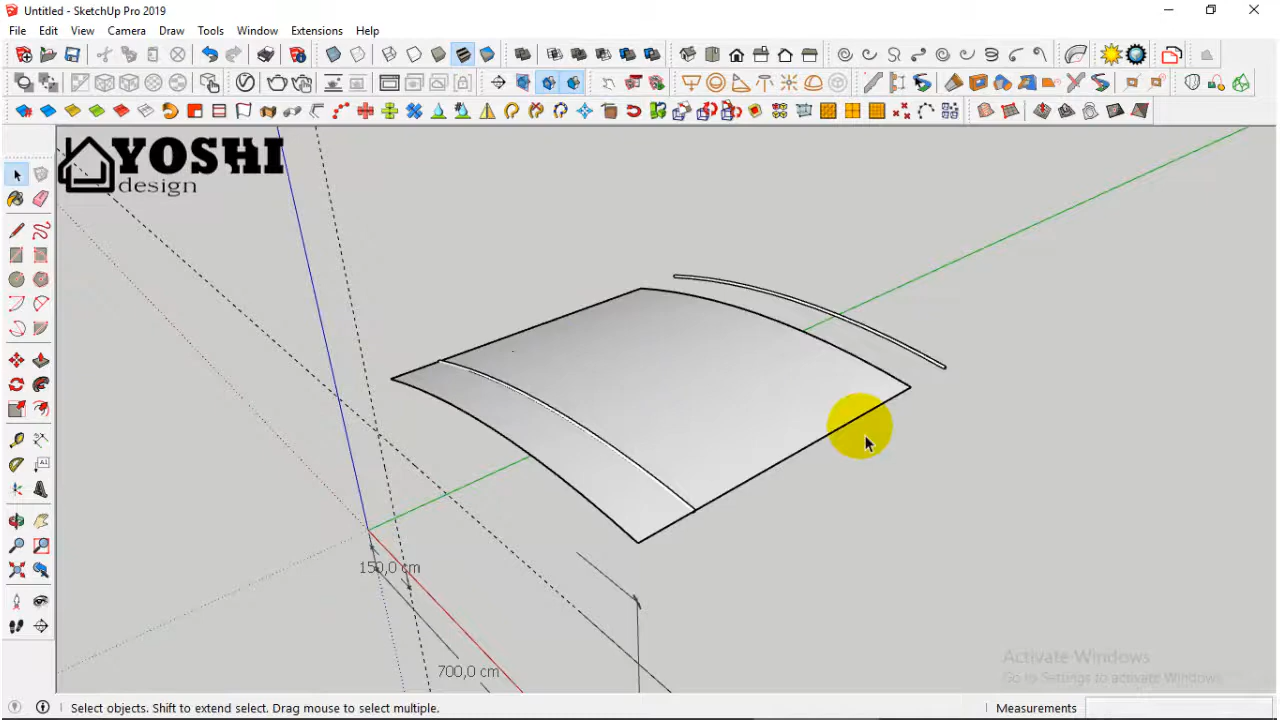 Untitled - SketchUp Pro 2019
File Edit View Camera Draw Tools Window Extensions Help
YOSHI
design
A1
150,0 cm
700,0 cm
Activate Windows
Go to Settings to activate Windows.
Select objects. Shift to extend select. Drag mouse to select multiple.
Measurements